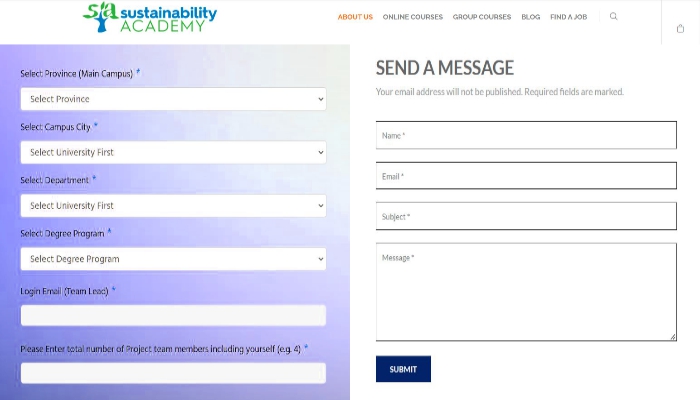 sa sustainability
ACADEMY
ABOUT US ONLINE COURSES GROUP COURSES BLOG FIND A JOB
Select Province (Main Campus) *
Select Province
Select Campus City *
Select University First
Select Department *
Select University First
Select Degree Program *
Select Degree Program
Login Email (Team Lead) *
Please Enter total number of Project team members including yourself (e.g. 4) *
SEND A MESSAGE
Your email address will not be published. Required fields are marked.
Name *
Email *
Subject *
Message *
SUBMIT